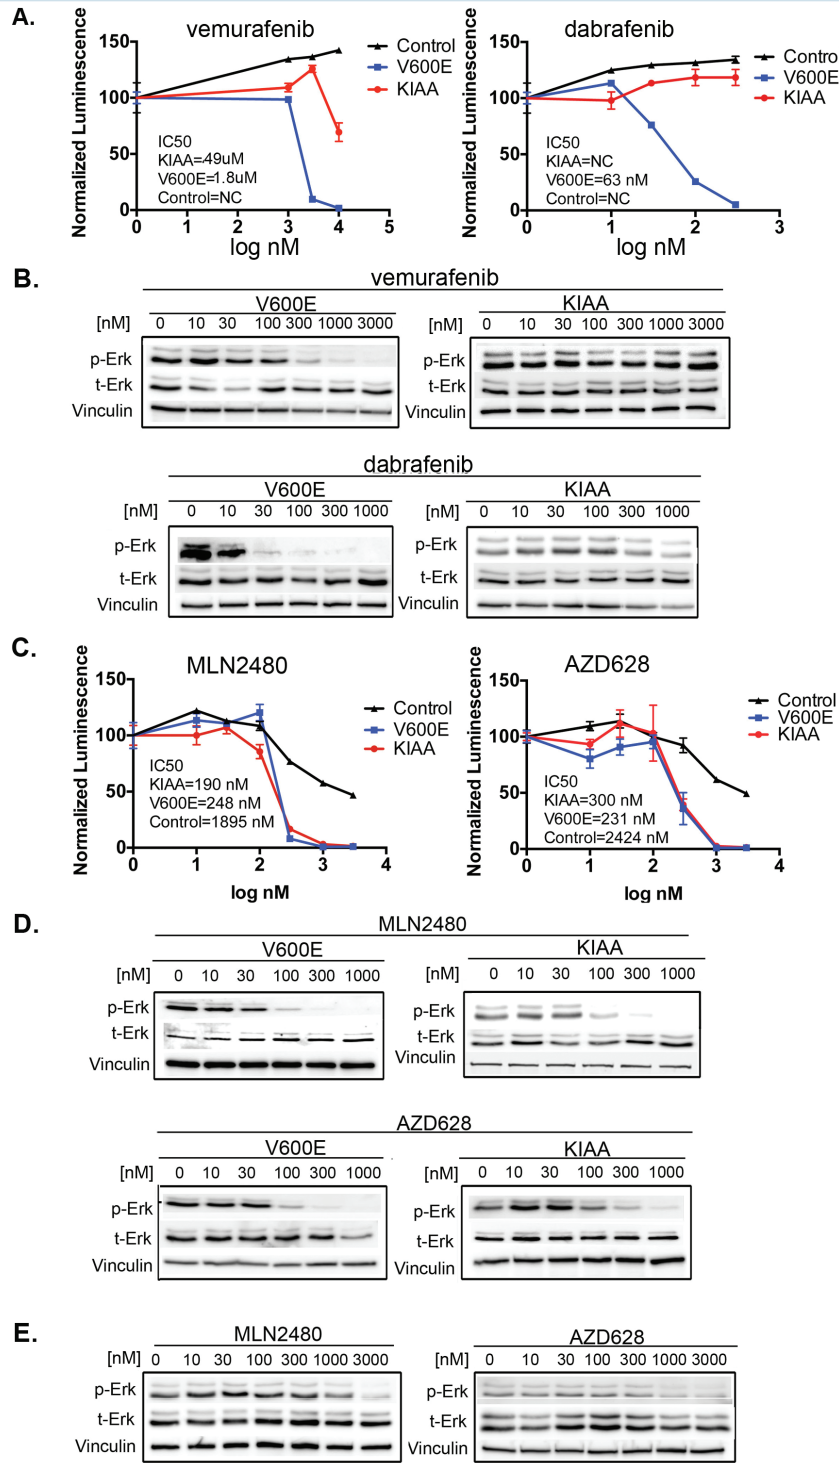 A.
vemurafenib
Normalized Luminescence
150
100
50
0
0 1 2 3 4 5
log nM
Control
V600E
KIAA
IC50
KIAA=49uM
V600E=1.8uM
Control=NC
dabrafenib
Normalized Luminescence
150
100
50
0
0 1 2 3
log nM
Contro
V600E
KIAA
IC50
KIAA=NC
V600E=63 nM
Control=NC
B.
vemurafenib
V600E
KIAA
[nM] 0 10 30 100 300 1000 3000
[nM] 0 10 30 100 300 1000 3000
p-Erk
t-Erk
Vinculin
p-Erk
t-Erk
Vinculin
dabrafenib
V600E
KIAA
[nM] 0 10 30 100 300 1000
[nM] 0 10 30 100 300 1000
p-Erk
t-Erk
Vinculin
p-Erk
t-Erk
Vinculin
C.
MLN2480
Normalized Luminescence
150
100
50
0
0 1 2 3 4
log nM
Control
V600E
KIAA
IC50
KIAA=190 nM
V600E=248 nM
Control=1895 nM
AZD628
Normalized Luminescence
150
100
50
0
0 1 2 3 4
log nM
Control
V600E
KIAA
IC50
KIAA=300 nM
V600E=231 nM
Control=2424 nM
D.
MLN2480
V600E
KIAA
[nM] 0 10 30 100 300 1000
[nM] 0 10 30 100 300 1000
p-Erk
t-Erk
Vinculin
p-Erk
t-Erk
Vinculin
AZD628
V600E
KIAA
[nM] 0 10 30 100 300 1000
[nM] 0 10 30 100 300 1000
p-Erk
t-Erk
Vinculin
p-Erk
t-Erk
Vinculin
E.
MLN2480
AZD628
[nM] 0 10 30 100 300 1000 3000
[nM] 0 10 30 100 300 1000 3000
p-Erk
t-Erk
Vinculin
p-Erk
t-Erk
Vinculin